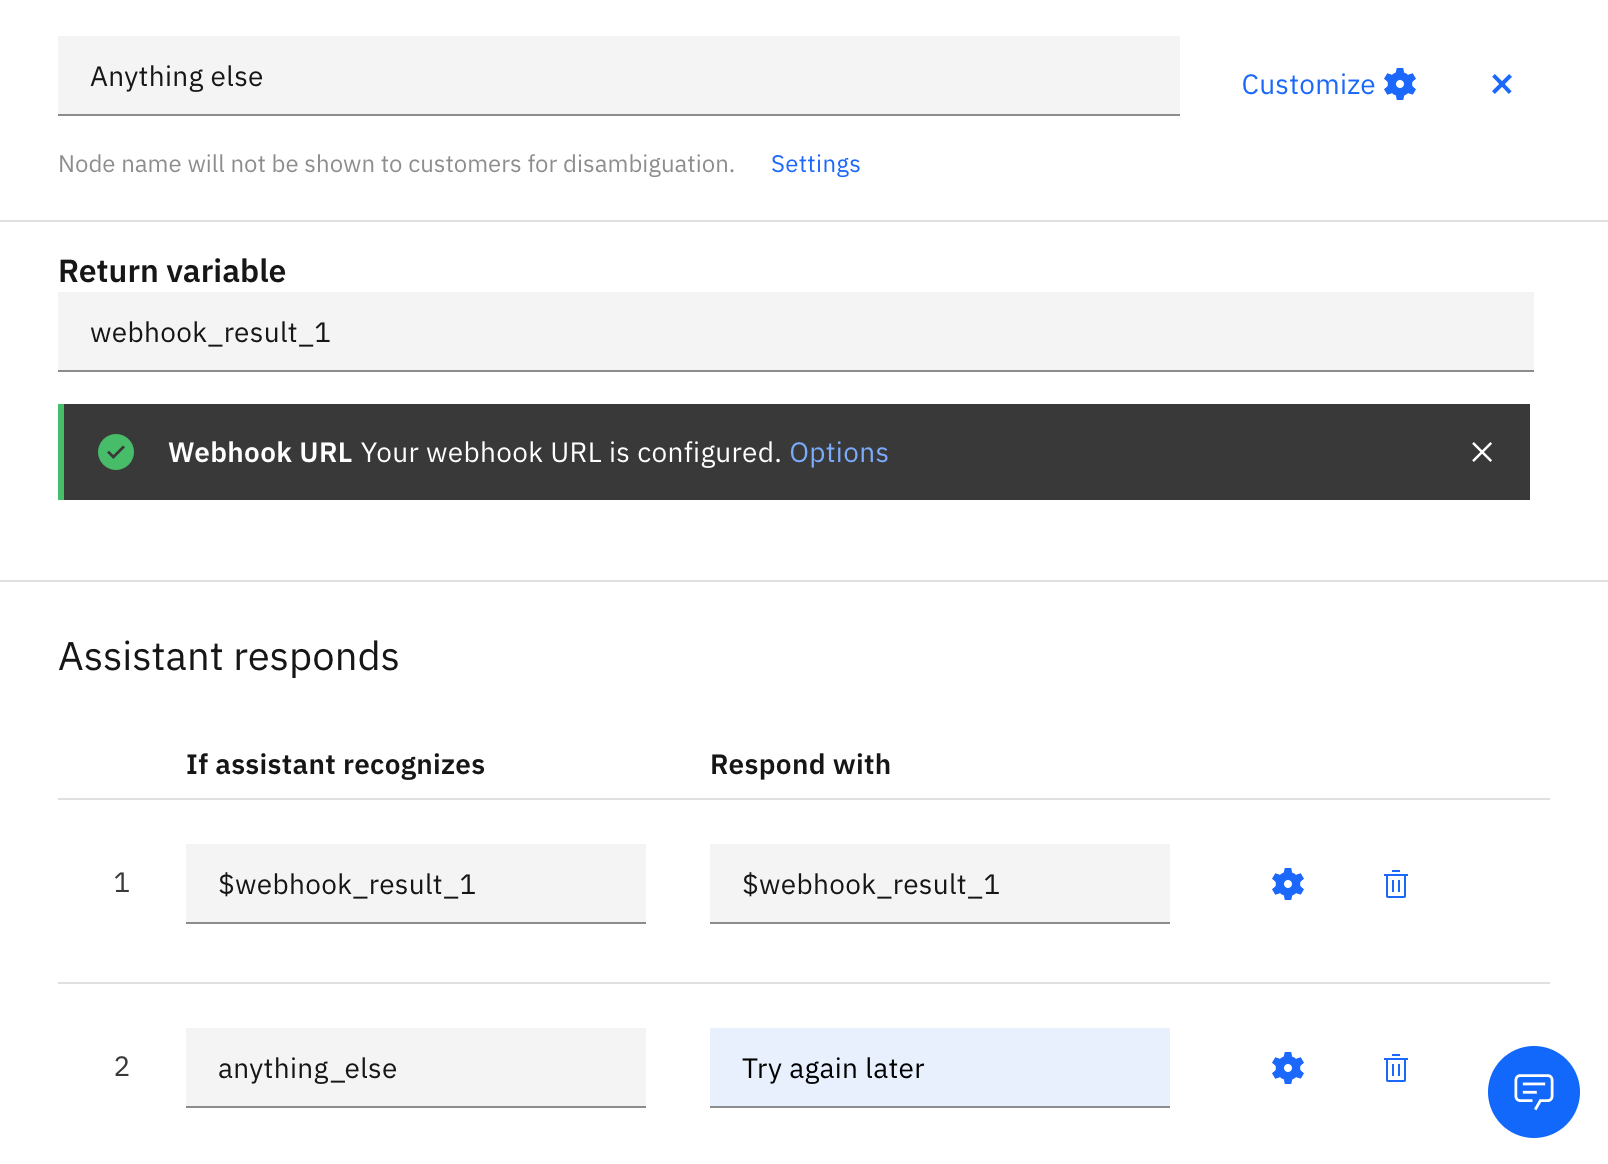 Anything else
Customize
Node name will not be shown to customers for disambiguation. Settings
Return variable
webhook_result_1
Webhook URL Your webhook URL is configured. Options
Assistant responds
If assistant recognizes Respond with
1 $webhook_result_1 $webhook_result_1
2 anything_else Try again later